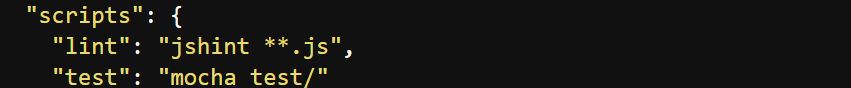 "scripts": {
"lint": "jshint **.js",
"test": "mocha test/"